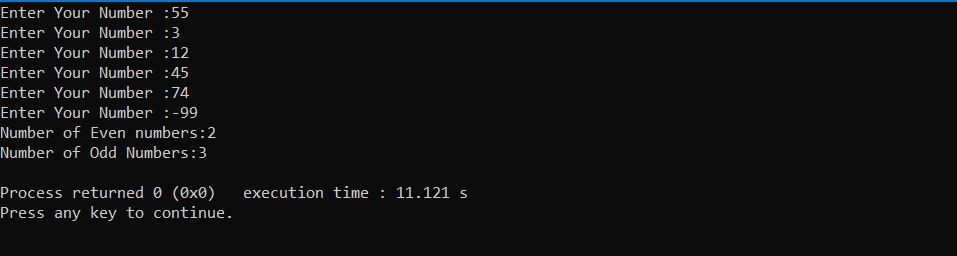 Enter Your Number :55
Enter Your Number :3
Enter Your Number :12
Enter Your Number :45
Enter Your Number :74
Enter Your Number :-99
Number of Even numbers:2
Number of Odd Numbers:3
Process returned 0 (0x0)   execution time : 11.121 s
Press any key to continue.